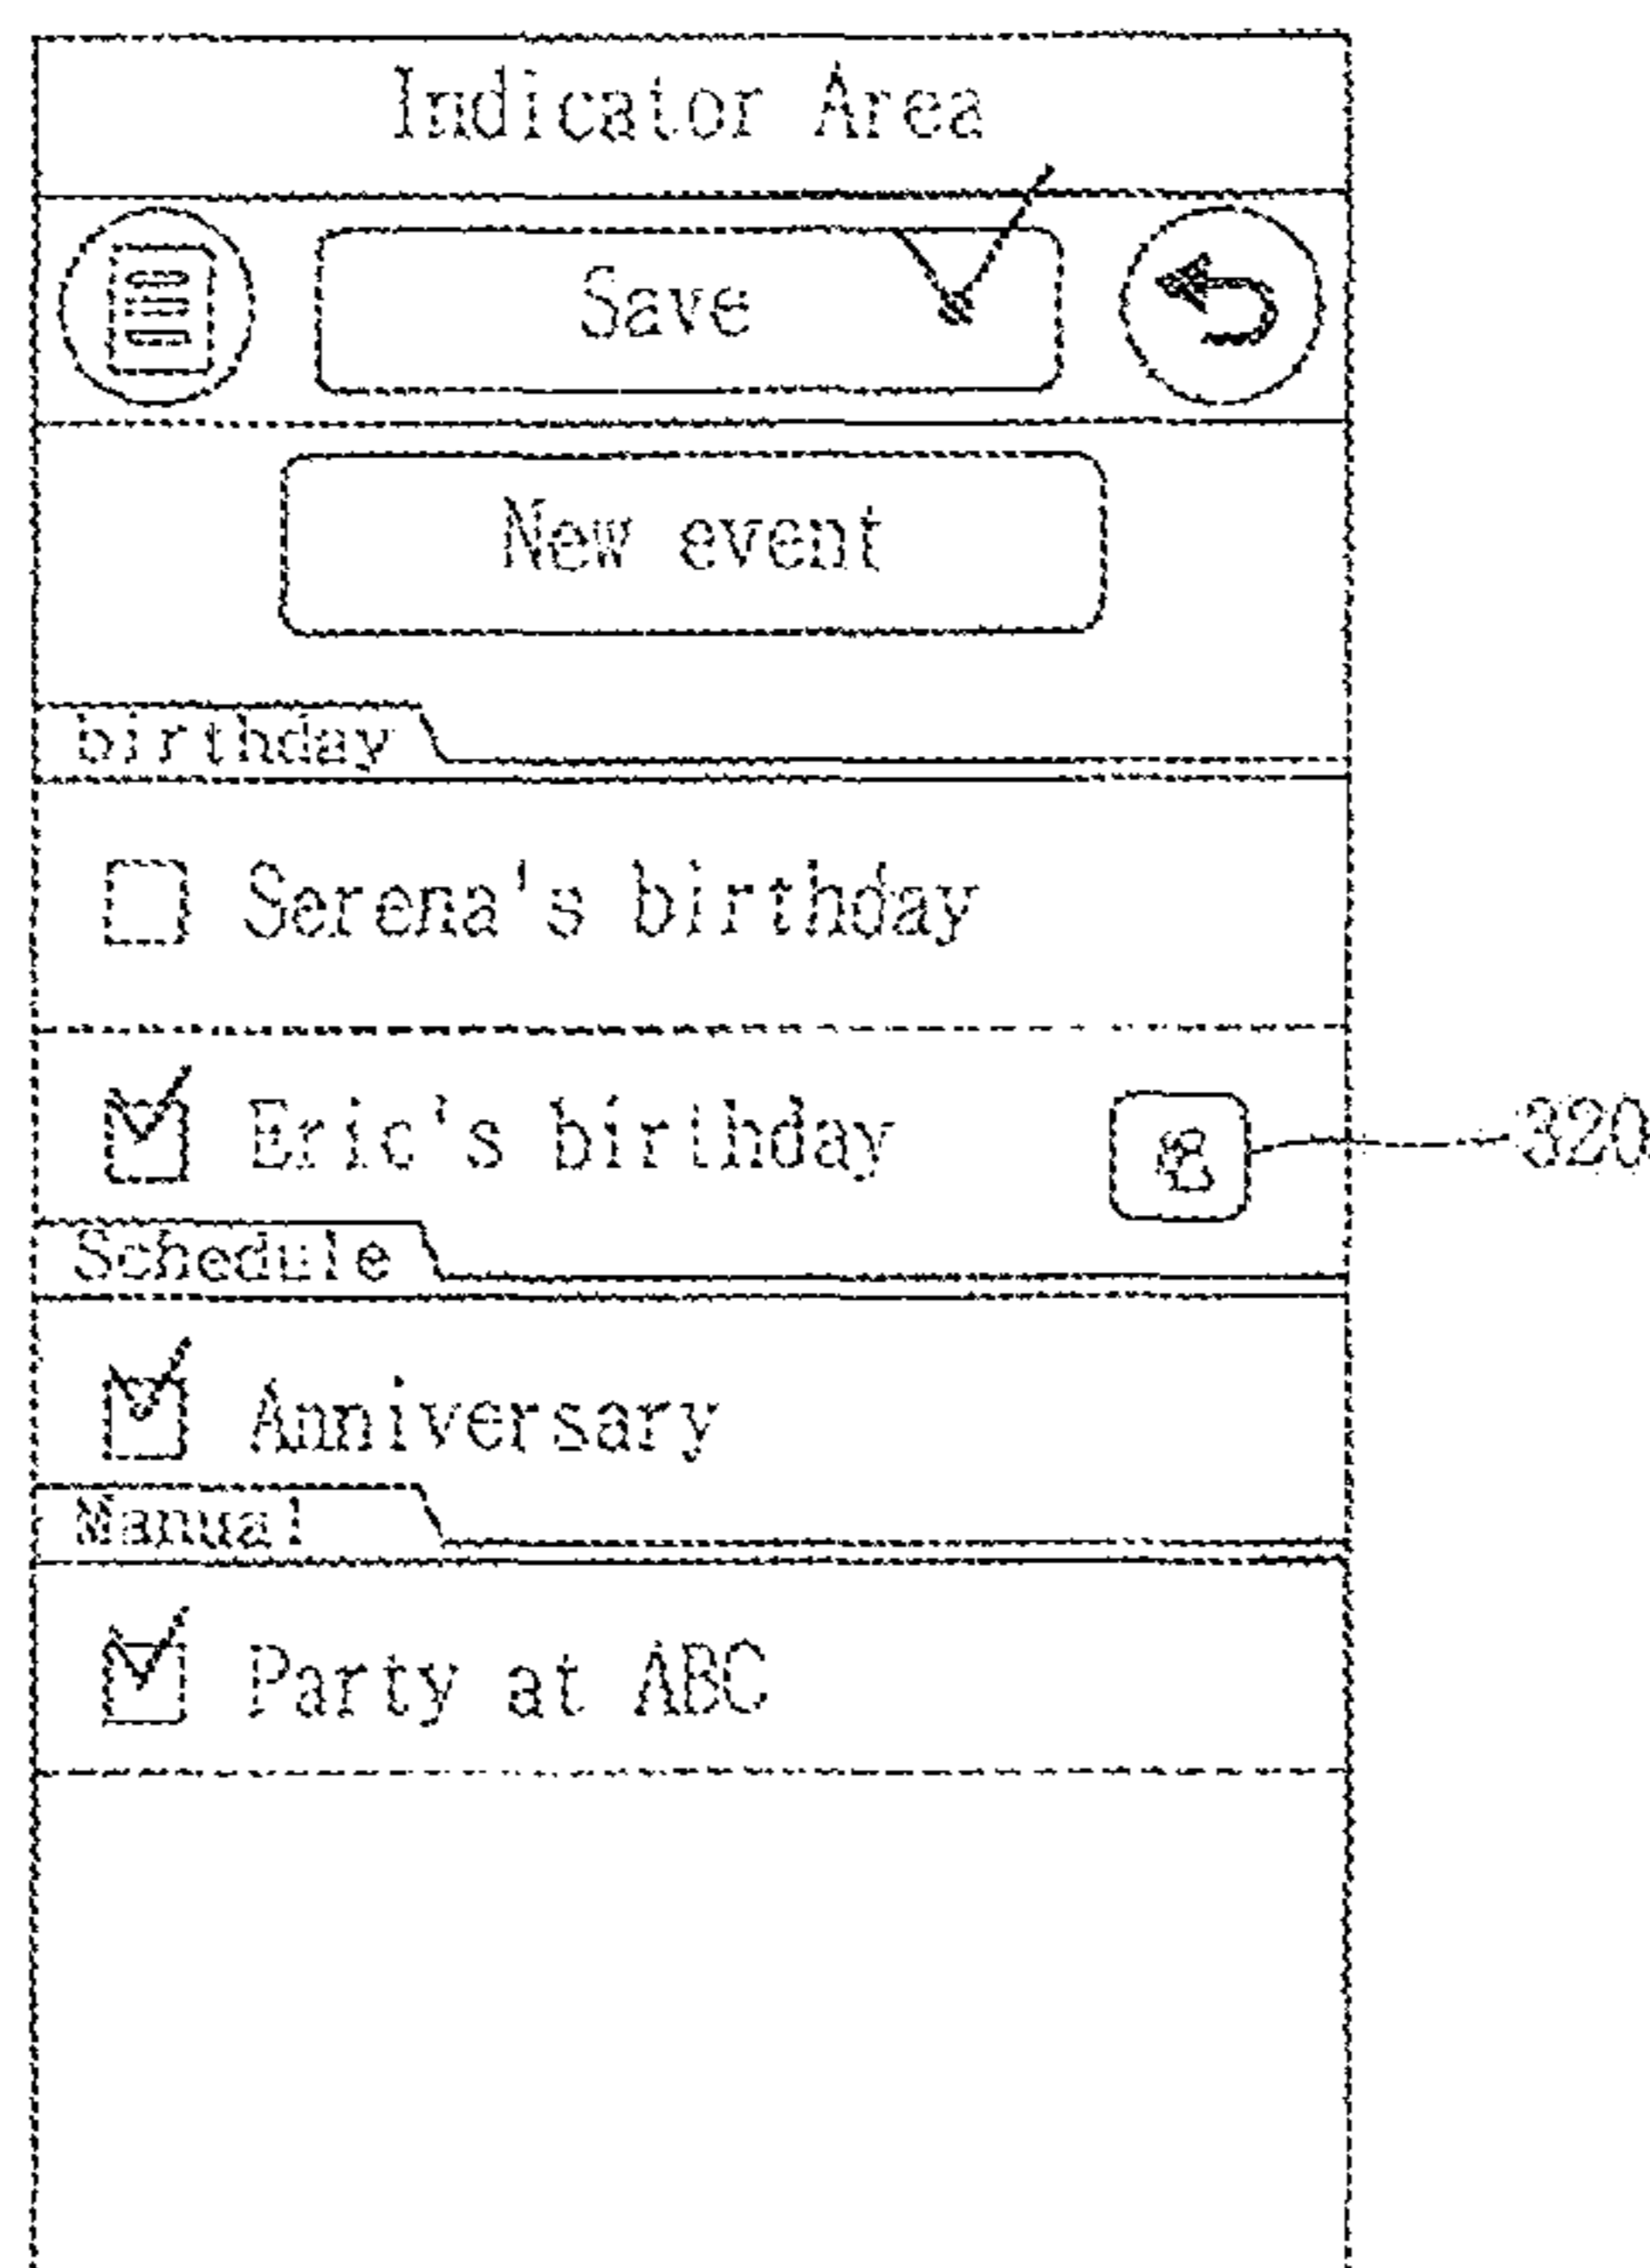 Indicator Area
Save
New event
birthday
Serena's birthday
Eric's birthday
320
Schedule
Anniversary
Manual
Party at ABC